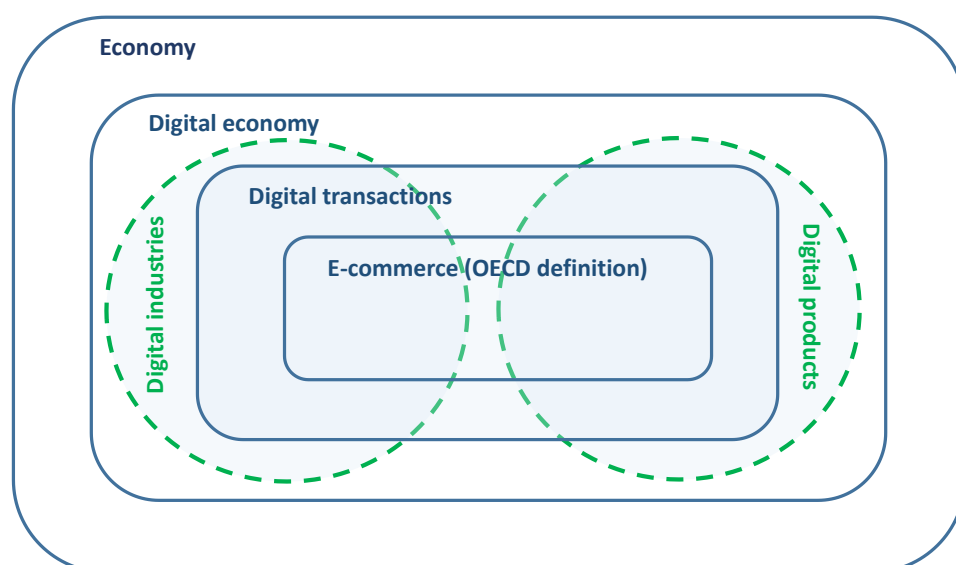 Economy
Digital economy
Digital transactions
E-commerce (OECD definition)
Digital industries
Digital products